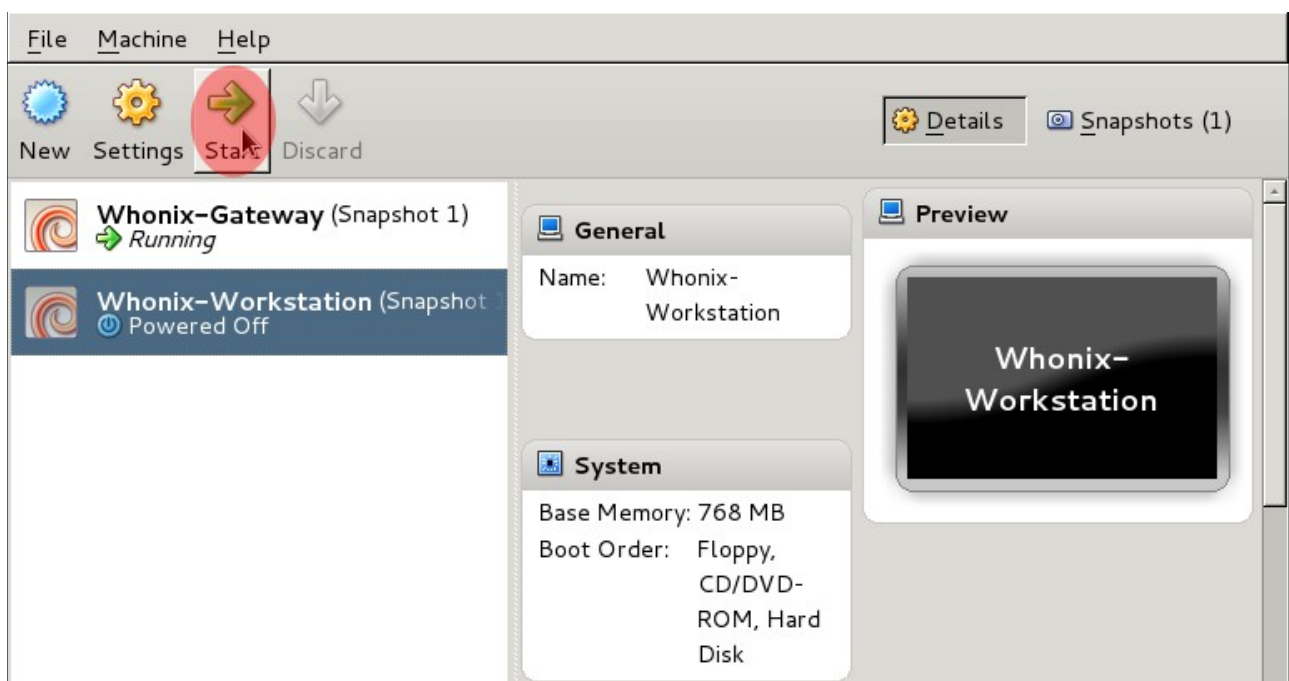 File Machine Help
New Settings Start Discard
Details Snapshots (1)
Whonix-Gateway (Snapshot 1)
Running
Whonix-Workstation (Snapshot
Powered Off
General
Name: Whonix-
Workstation
System
Base Memory: 768 MB
Boot Order: Floppy,
CD/DVD-
ROM, Hard
Disk
Preview
Whonix-
Workstation